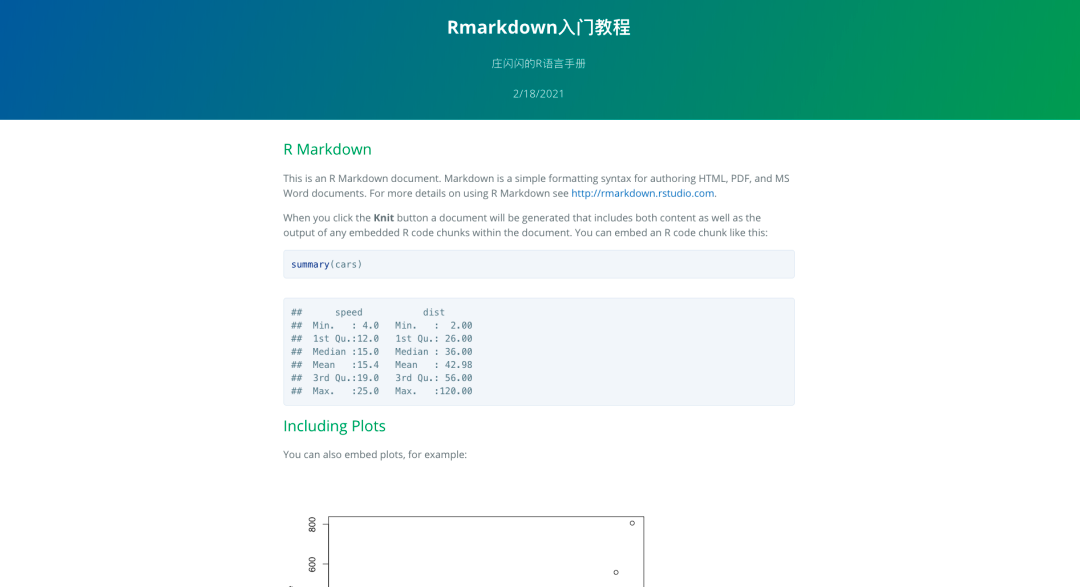 Rmarkdown入门教程
庄闪闪的R语言手册
2/18/2021
R Markdown
This is an R Markdown document. Markdown is a simple formatting syntax for authoring HTML, PDF, and MS
Word documents. For more details on using R Markdown see http://rmarkdown.rstudio.com.
When you click the Knit button a document will be generated that includes both content as well as the
output of any embedded R code chunks within the document. You can embed an R code chunk like this:
summary(cars)
##      speed           dist
##  Min.   : 4.0   Min.   :  2.00
##  1st Qu.:12.0   1st Qu.: 26.00
##  Median :15.0   Median : 36.00
##  Mean   :15.4   Mean   : 42.98
##  3rd Qu.:19.0   3rd Qu.: 56.00
##  Max.   :25.0   Max.   :120.00
Including Plots
You can also embed plots, for example:
800
600